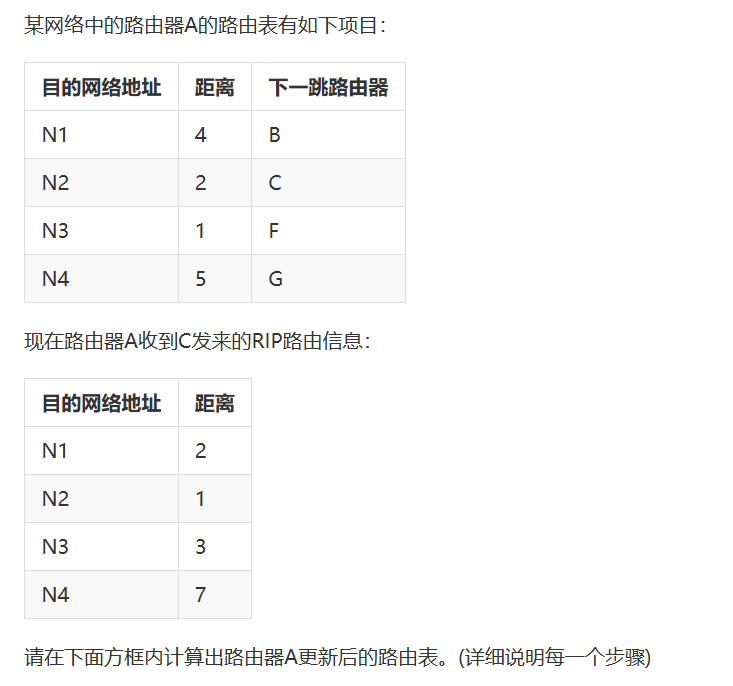 某网络中的路由器A的路由表有如下项目：
目的网络地址 距离 下一跳路由器
N1 4 B
N2 2 C
N3 1 F
N4 5 G
现在路由器A收到C发来的RIP路由信息：
目的网络地址 距离
N1 2
N2 1
N3 3
N4 7
请在下面方框内计算出路由器A更新后的路由表。(详细说明每一个步骤)